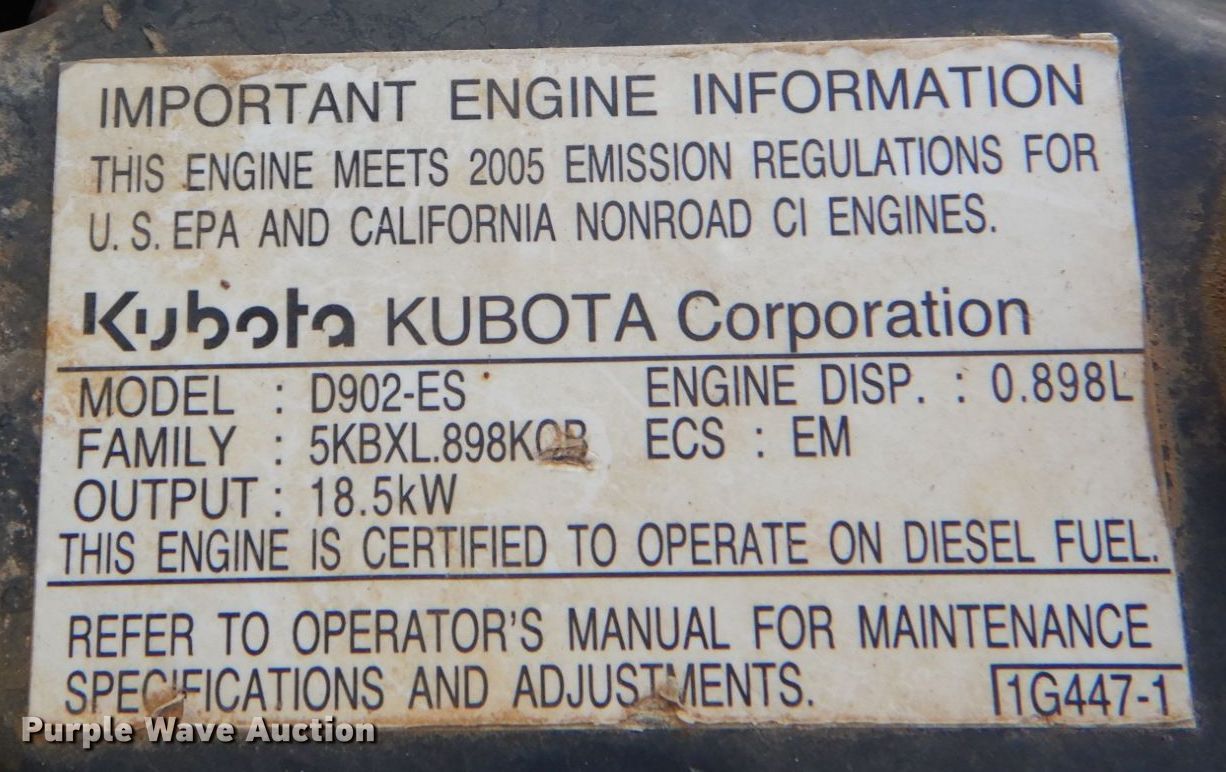 IMPORTANT ENGINE INFORMATION
THIS ENGINE MEETS 2005 EMISSION REGULATIONS FOR
U.S. EPA AND CALIFORNIA NONROAD CI ENGINES.
Kubota KUBOTA Corporation
MODEL : D902-ES ENGINE DISP. : 0.898L
FAMILY : ECS : EM
OUTPUT : 18.5kW
THIS ENGINE IS CERTIFIED TO OPERATE ON DIESEL FUEL.
REFER TO OPERATOR'S MANUAL FOR MAINTENANCE
SPECIFICATIONS AND ADJUSTMENTS.
1G447-1
Purple Wave Auction